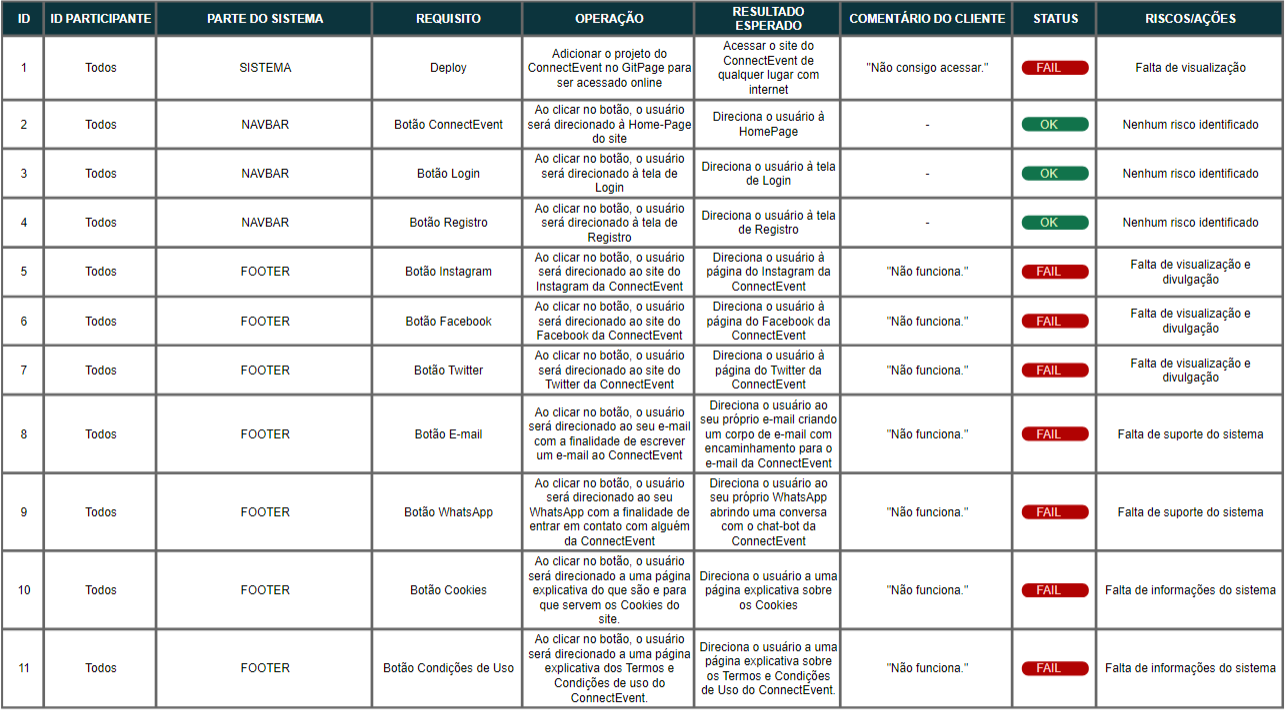 ID ID PARTICIPANTE PARTE DO SISTEMA REQUISITO OPERAÇÃO RESULTADO ESPERADO COMENTÁRIO DO CLIENTE STATUS RISCOS/AÇÕES
1
Todos
SISTEMA
Deploy
Adicionar o projeto do
ConnectEvent no GitPage para
ser acessado online
Acessar o site do
ConnectEvent de
qualquer lugar com
internet
"Não consigo acessar."
FAIL
Falta de visualização
2
Todos
NAVBAR
Botão ConnectEvent
Ao clicar no botão, o usuário
será direcionado à Home-Page
do site
Direciona o usuário à
HomePage
-
OK
Nenhum risco identificado
3
Todos
NAVBAR
Botão Login
Ao clicar no botão, o usuário
será direcionado à tela de
Login
Direciona o usuário à tela
de Login
-
OK
Nenhum risco identificado
4
Todos
NAVBAR
Botão Registro
Ao clicar no botão, o usuário
será direcionado à tela de
Registro
Direciona o usuário à tela
de Registro
-
OK
Nenhum risco identificado
5
Todos
FOOTER
Botão Instagram
Ao clicar no botão, o usuário
será direcionado ao site do
Instagram da ConnectEvent
Direciona o usuário à
página do Instagram da
ConnectEvent
"Não funciona."
FAIL
Falta de visualização e
divulgação
6
Todos
FOOTER
Botão Facebook
Ao clicar no botão, o usuário
será direcionado ao site do
Facebook da ConnectEvent
Direciona o usuário à
página do Facebook da
ConnectEvent
"Não funciona."
FAIL
Falta de visualização e
divulgação
7
Todos
FOOTER
Botão Twitter
Ao clicar no botão, o usuário
será direcionado ao site do
Twitter da ConnectEvent
Direciona o usuário à
página do Twitter da
ConnectEvent
"Não funciona."
FAIL
Falta de visualização e
divulgação
8
Todos
FOOTER
Botão E-mail
Ao clicar no botão, o usuário
será direcionado ao seu e-mail
com a finalidade de escrever
um e-mail ao ConnectEvent
Direciona o usuário ao
seu próprio e-mail criando
um corpo de e-mail com
encaminhamento para o
e-mail da ConnectEvent
"Não funciona."
FAIL
Falta de suporte do sistema
9
Todos
FOOTER
Botão WhatsApp
Ao clicar no botão, o usuário
será direcionado ao seu
WhatsApp com a finalidade de
entrar em contato com alguém
da ConnectEvent
Direciona o usuário ao
seu próprio WhatsApp
abrindo uma conversa
com o chat-bot da
ConnectEvent
"Não funciona."
FAIL
Falta de suporte do sistema
10
Todos
FOOTER
Botão Cookies
Ao clicar no botão, o usuário
será direcionado a uma página
explicativa do que são e para
que servem os Cookies do
site.
Direciona o usuário a uma
página explicativa sobre
os Cookies
"Não funciona."
FAIL
Falta de informações do sistema
11
Todos
FOOTER
Botão Condições de Uso
Ao clicar no botão, o usuário
será direcionado a uma página
explicativa dos Termos e
Condições de uso do
ConnectEvent.
Direciona o usuário a uma
página explicativa sobre
os Termos e Condições
de Uso do ConnectEvent.
"Não funciona."
FAIL
Falta de informações do sistema